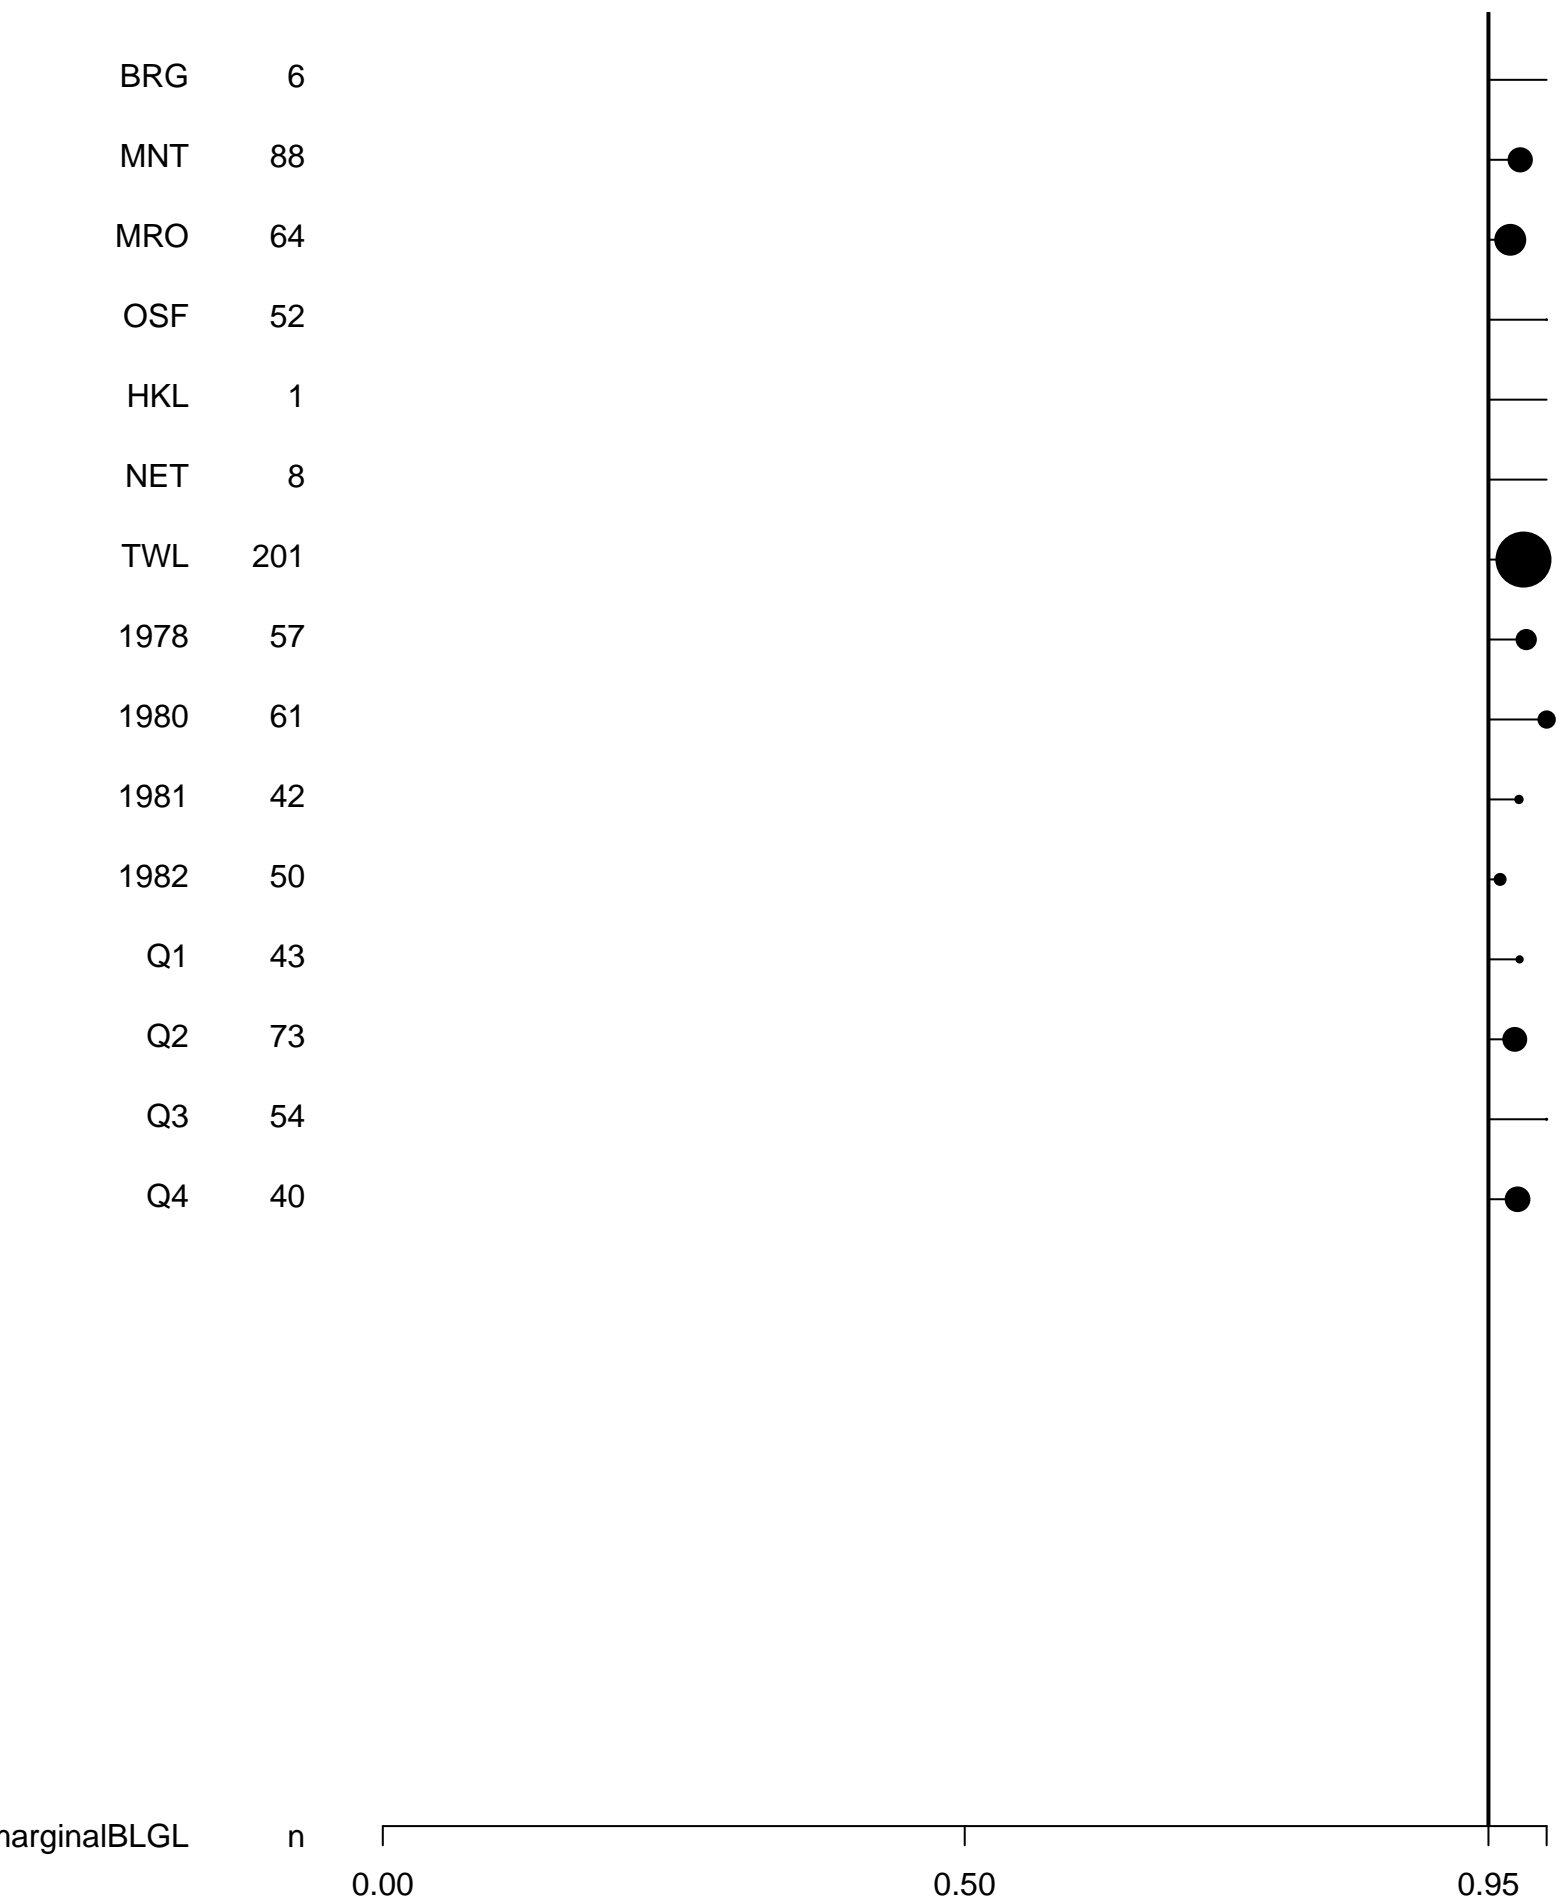 BRG 6
MNT 88
MRO 64
OSF 52
HKL 1
NET 8
TWL 201
1978 57
1980 61
1981 42
1982 50
Q1 43
Q2 73
Q3 54
Q4 40
arginalBLGL n
0.00 0.50 0.95